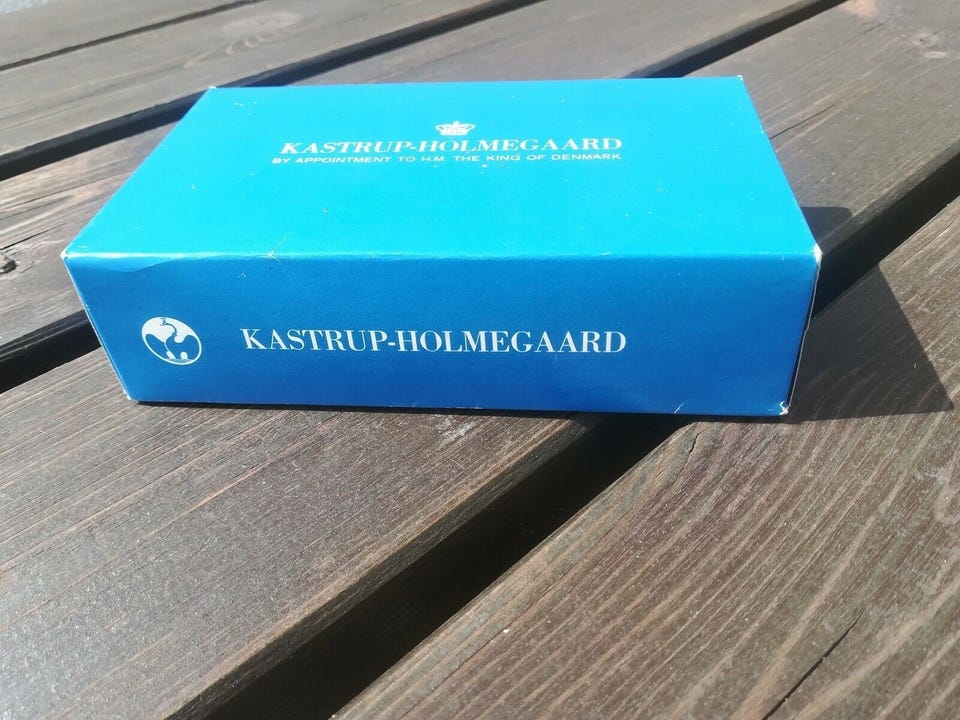 KASTRUP-HOLMEGAARD
BY APPOINTMENT TO H.M. THE KING OF DENMARK
KASTRUP-HOLMEGAARD